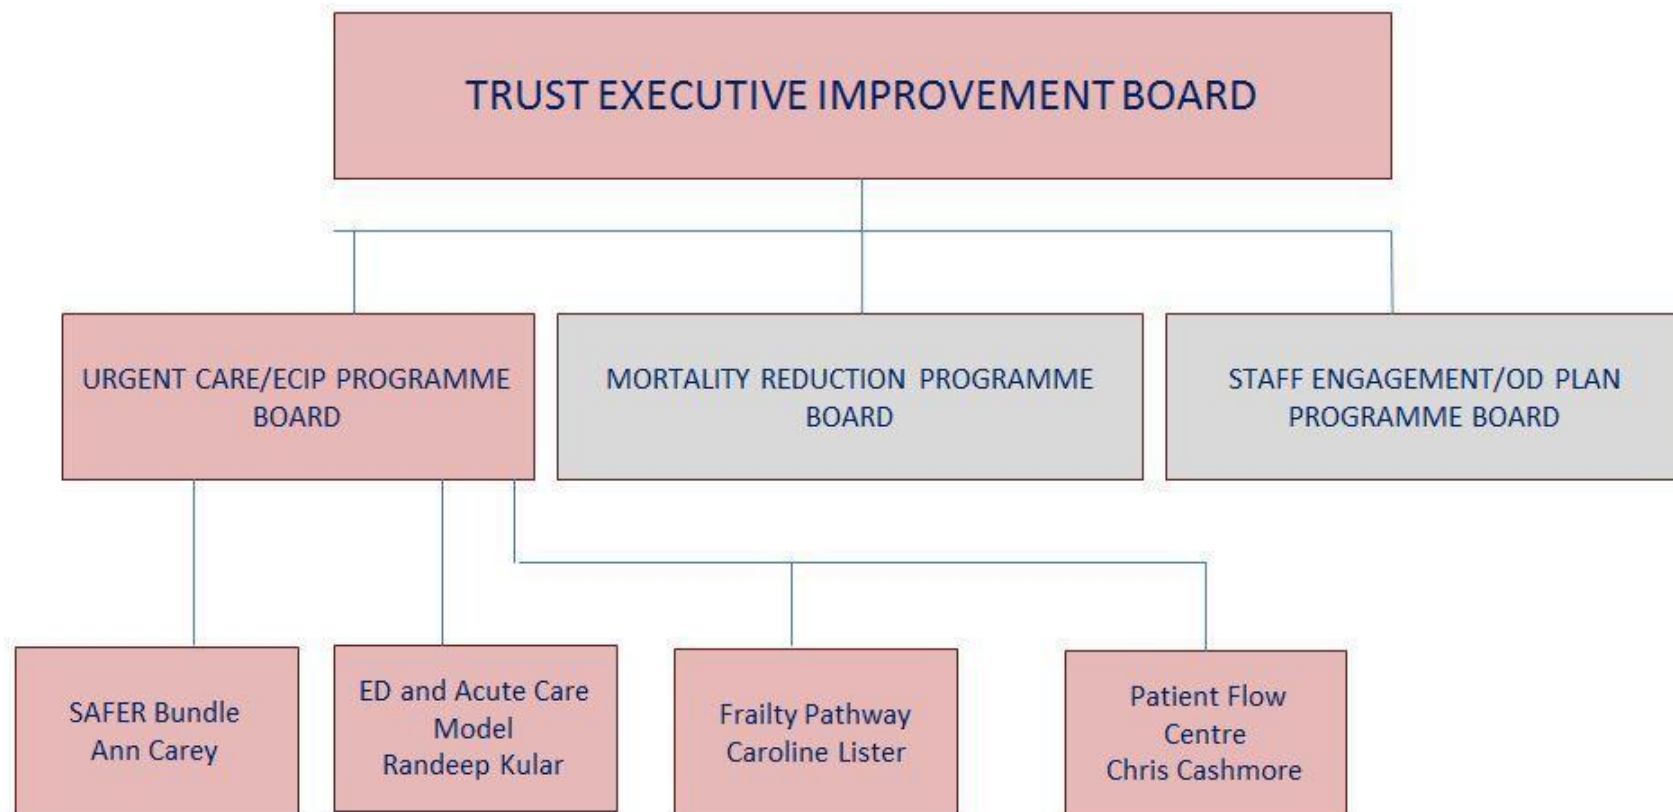 TRUST EXECUTIVE IMPROVEMENT BOARD
URGENT CARE/ECIP PROGRAMME
BOARD
MORTALITY REDUCTION PROGRAMME
BOARD
STAFF ENGAGEMENT/OD PLAN
PROGRAMME BOARD
SAFER Bundle
Ann Carey
ED and Acute Care
Model
Randeep Kular
Frailty Pathway
Caroline Lister
Patient Flow
Centre
Chris Cashmore